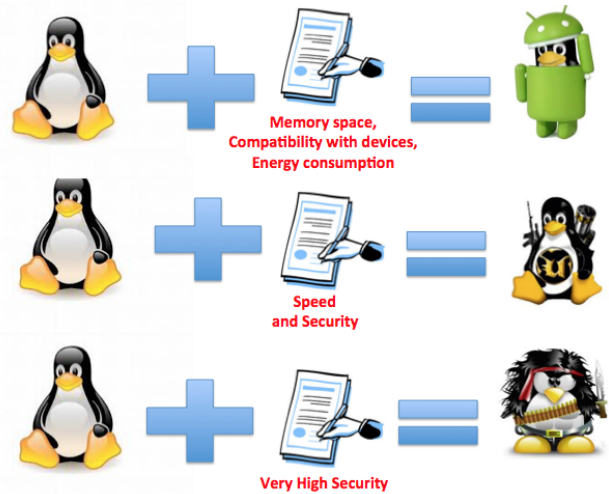 Memory space,
Compatibility with devices,
Energy consumption
Speed
and Security
Very High Security